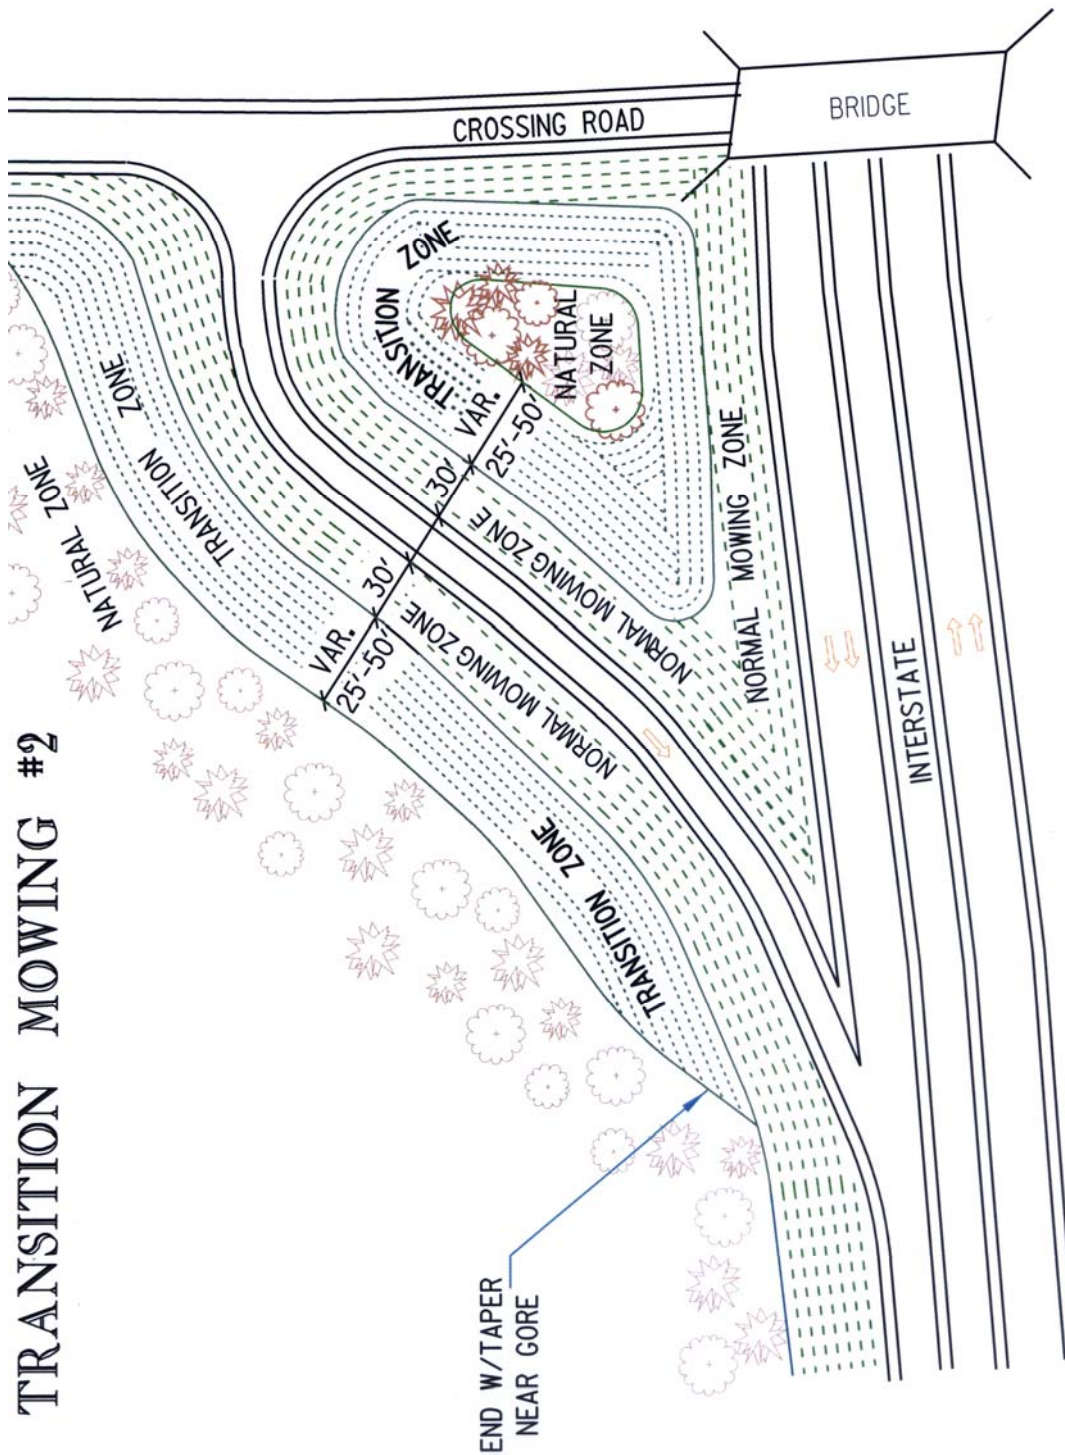 TRANSITION MOWING #2
CROSSING ROAD
BRIDGE
TRANSITION ZONE
NATURAL
ZONE
VAR.
25'-50'
30'
NORMAL MOWING ZONE
NORMAL MOWING ZONE
INTERSTATE
NATURAL ZONE
TRANSITION ZONE
VAR.
25'-50'
30'
NORMAL MOWING ZONE
TRANSITION ZONE
END W/TAPER
NEAR GORE